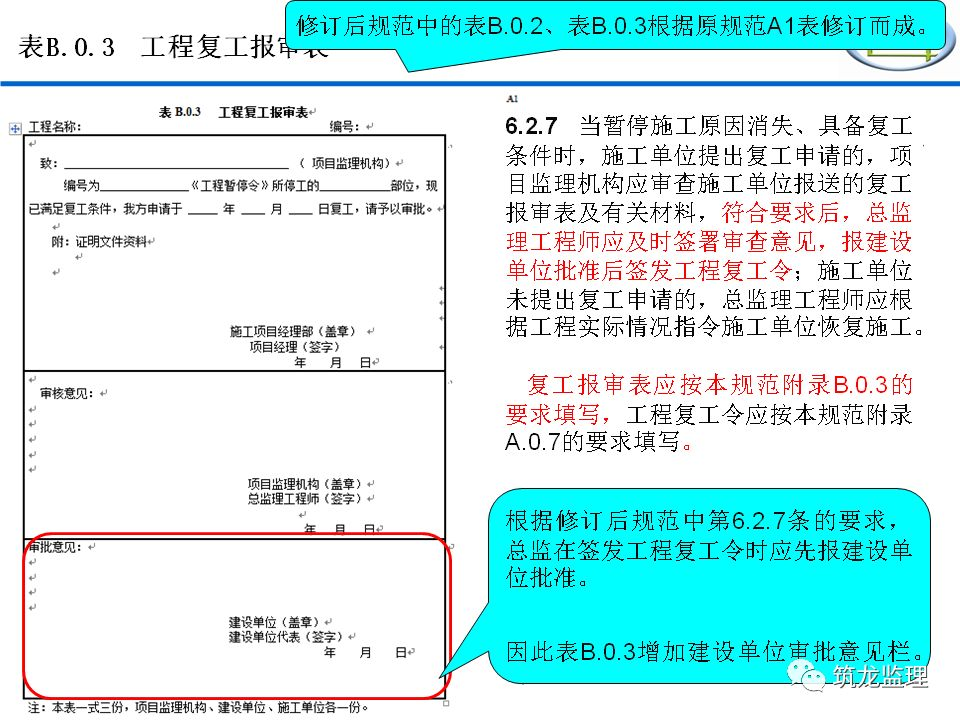 修订后规范中的表B.0.2、表B.0.3根据原规范A1表修订而成。
表B.0.3 工程复工报审表
表 B.0.3 工程复工报审表
工程名称： 编号：
致：（ 项目监理机构）
编号为《工程暂停令》所停工的部位，现
已满足复工条件，我方申请于 年 月 日复工，请予以审批。
附：证明文件资料
施工项目经理部（盖章）
项目经理（签字）
年 月 日
审核意见：
项目监理机构（盖章）
总监理工程师（签字）
年 月 日
审批意见：
建设单位（盖章）
建设单位代表（签字）
年 月 日
注：本表一式三份，项目监理机构、建设单位、施工单位各一份。
A1
6.2.7 当暂停施工原因消失、具备复工
条件时，施工单位提出复工申请的，项
目监理机构应审查施工单位报送的复工
报审表及有关材料，符合要求后，总监
理工程师应及时签署审查意见，报建设
单位批准后签发工程复工令；施工单位
未提出复工申请的，总监理工程师应根
据工程实际情况指令施工单位恢复施工。
复工报审表应按本规范附录B.0.3的
要求填写，工程复工令应按本规范附录
A.0.7的要求填写。
根据修订后规范中第6.2.7条的要求，
总监在签发工程复工令时应先报建设单
位批准。
因此表B.0.3增加建设单位审批意见栏。
筑龙监理